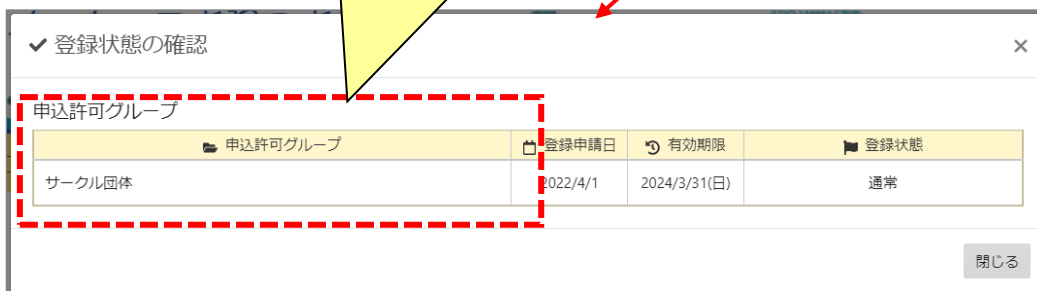 登録状態の確認
×
申込許可グループ
申込許可グループ 登録申請日 有効期限 登録状態
サークル団体 2022/4/1 2024/3/31(日) 通常
閉じる